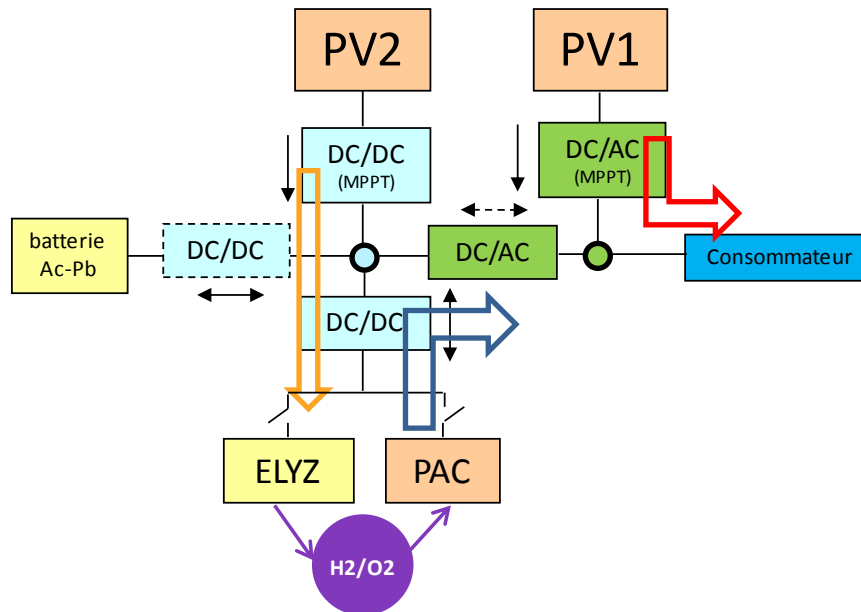 PV2
PV1
DC/DC
(MPPT)
DC/AC
(MPPT)
batterie
Ac-Pb
DC/DC
DC/AC
Consommateur
DC/DC
ELYZ
PAC
H2/O2